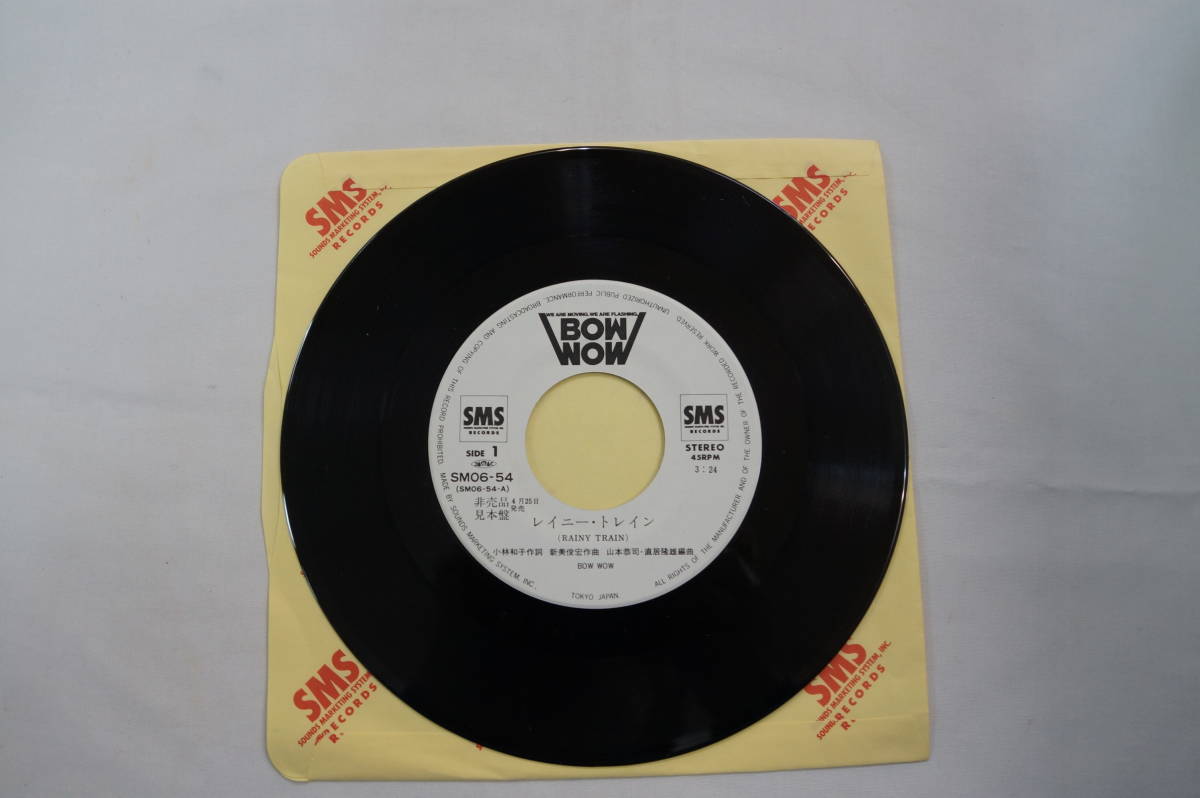 SMS
SOUNDS MARKETING SYSTEM,
RECORDS
SMS
RECORDS
WE ARE MOVING, WE ARE FLASHING.
BOW
WOW
SMS
RECORDS
SIDE 1
SM06-54
(SM06-54-A)
SMS
RECORDS
STEREO
45RPM
3:24
非売品
見本盤
4月25日
発売
レイニー・トレイン
(RAINY TRAIN)
小林和子作詞 新美俊宏作曲 山本恭司・直居隆雄編曲
BOW WOW
ALL RIGHTS OF THE MANUFACTURER AND OF THE OWNER OF THE RECORDED WORK RESERVED. UNAUTHORIZED PUBLIC PERFORMANCE, BROADCASTING AND COPYING OF THIS RECORD PROHIBITED. MADE BY SOUNDS MARKETING SYSTEM, INC.
TOKYO JAPAN.
SMS
SOUNDS MARKETING SYSTEM,
RECORDS
SMS
MARKETING SYSTEM, INC.
RECORDS